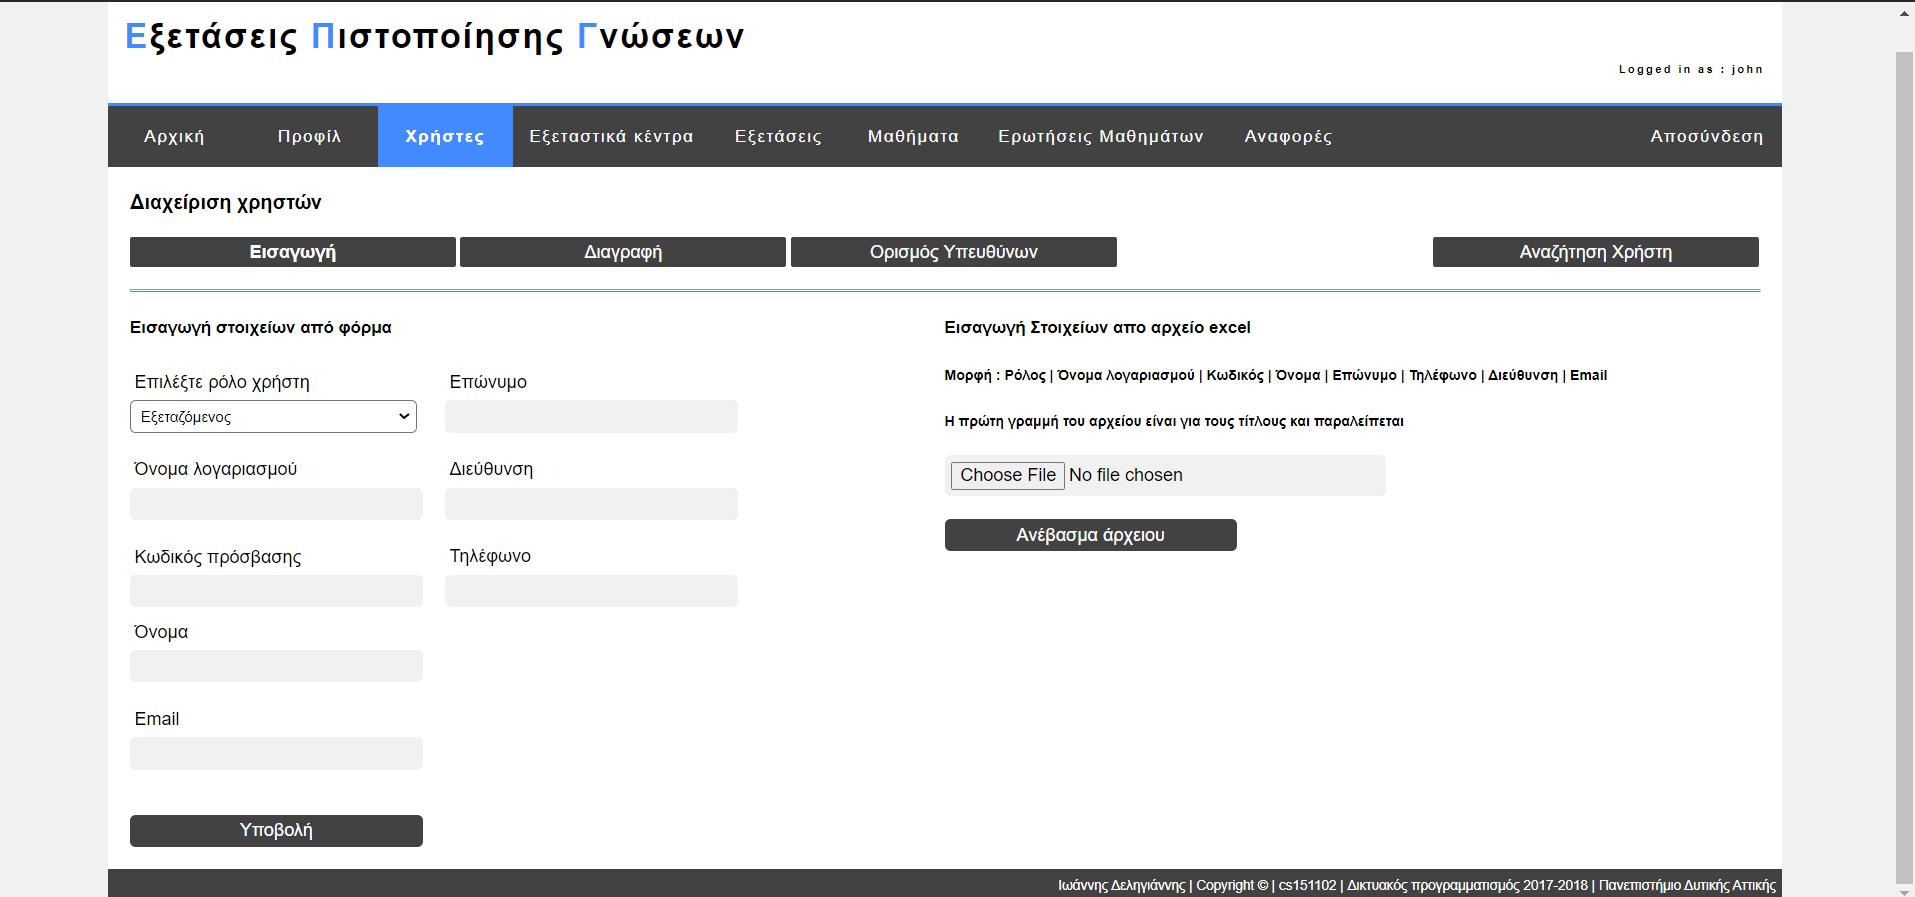 Εξετάσεις Πιστοποίησης Γνώσεων
Logged in as : john
Αρχική Προφίλ Χρήστες Εξεταστικά κέντρα Εξετάσεις Μαθήματα Ερωτήσεις Μαθημάτων Αναφορές Αποσύνδεση
Διαχείριση χρηστών
Εισαγωγή Διαγραφή Ορισμός Υπευθύνων Αναζήτηση Χρήστη
Εισαγωγή στοιχείων από φόρμα
Επιλέξτε ρόλο χρήστη Επώνυμο
Εξεταζόμενος
Όνομα λογαριασμού Διεύθυνση
Κωδικός πρόσβασης Τηλέφωνο
Όνομα
Email
Υποβολή
Εισαγωγή Στοιχείων απο αρχείο excel
Μορφή : Ρόλος | Όνομα λογαριασμού | Κωδικός | Όνομα | Επώνυμο | Τηλέφωνο | Διεύθυνση | Email
Η πρώτη γραμμή του αρχείου είναι για τους τίτλους και παραλείπεται
Choose File No file chosen
Ανέβασμα άρχειου
Ιωάννης Δεληγιάννης | Copyright © | cs151102 | Δικτυακός προγραμματισμός 2017-2018 | Πανεπιστήμιο Δυτικής Αττικής